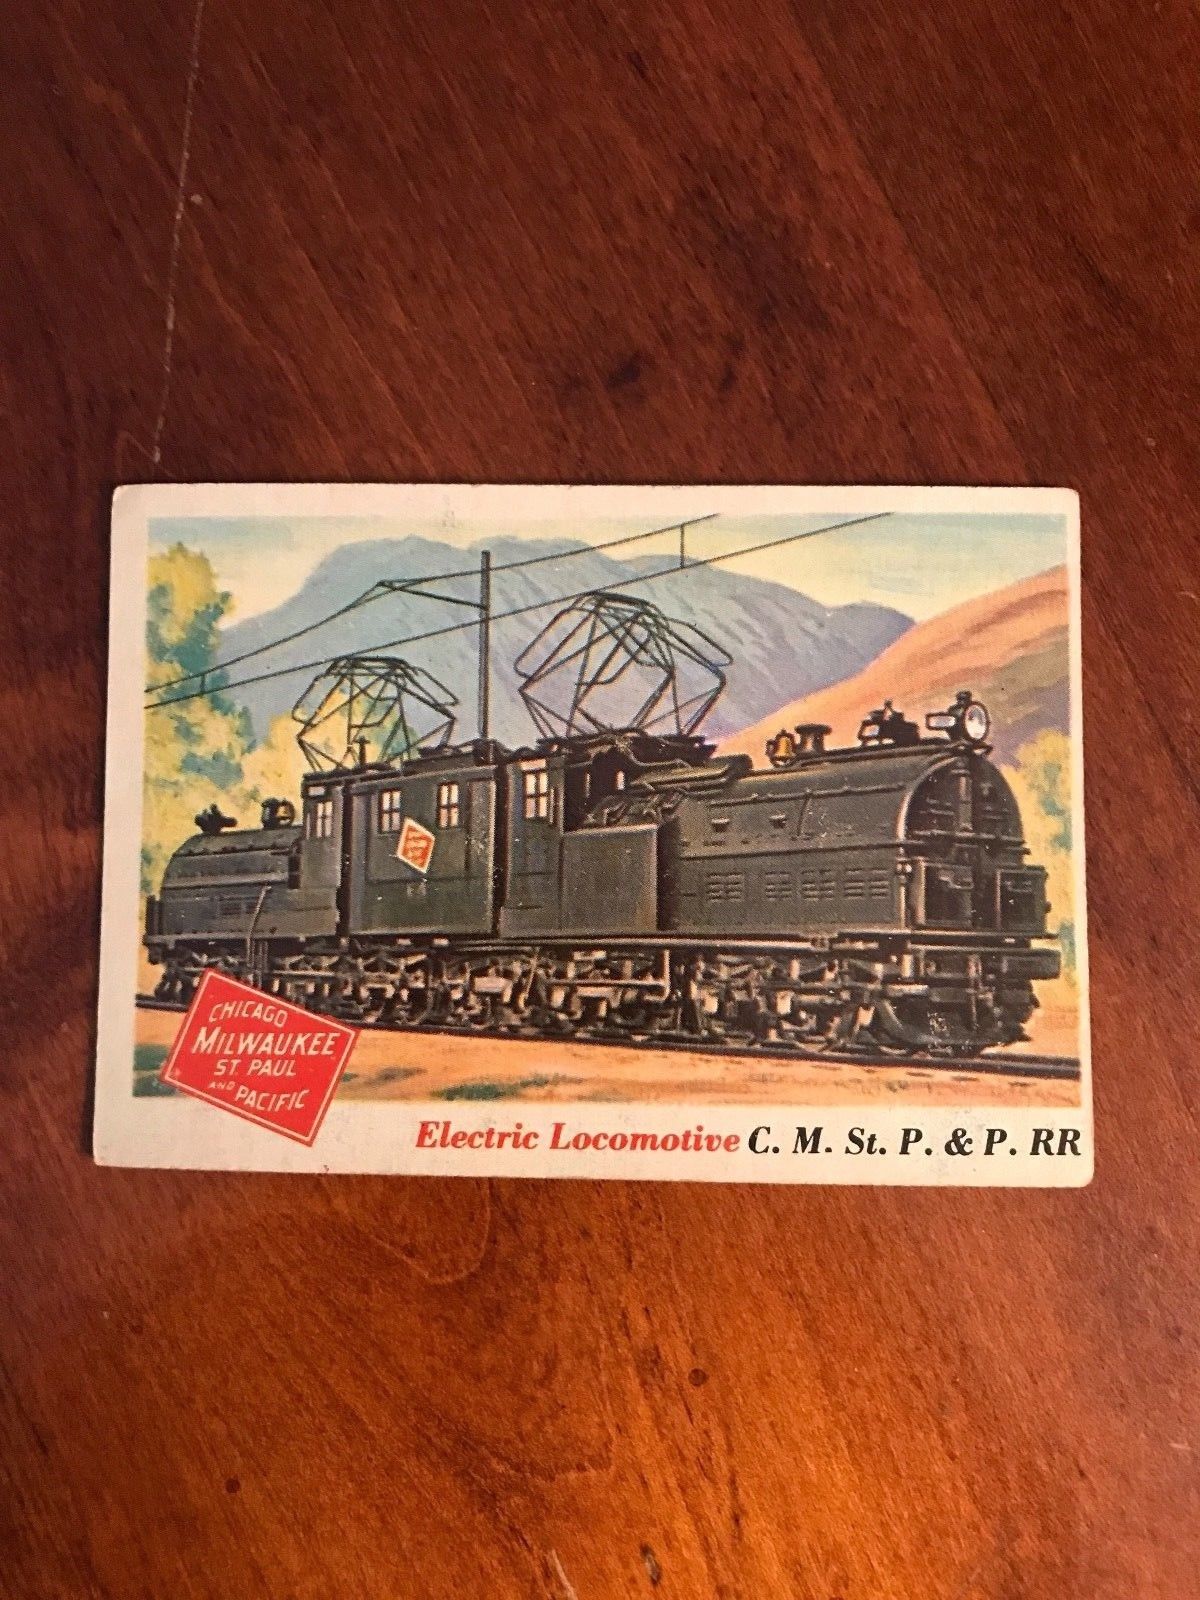 CHICAGO
MILWAUKEE
ST. PAUL
AND PACIFIC
Electric Locomotive C. M. St. P. & P. RR